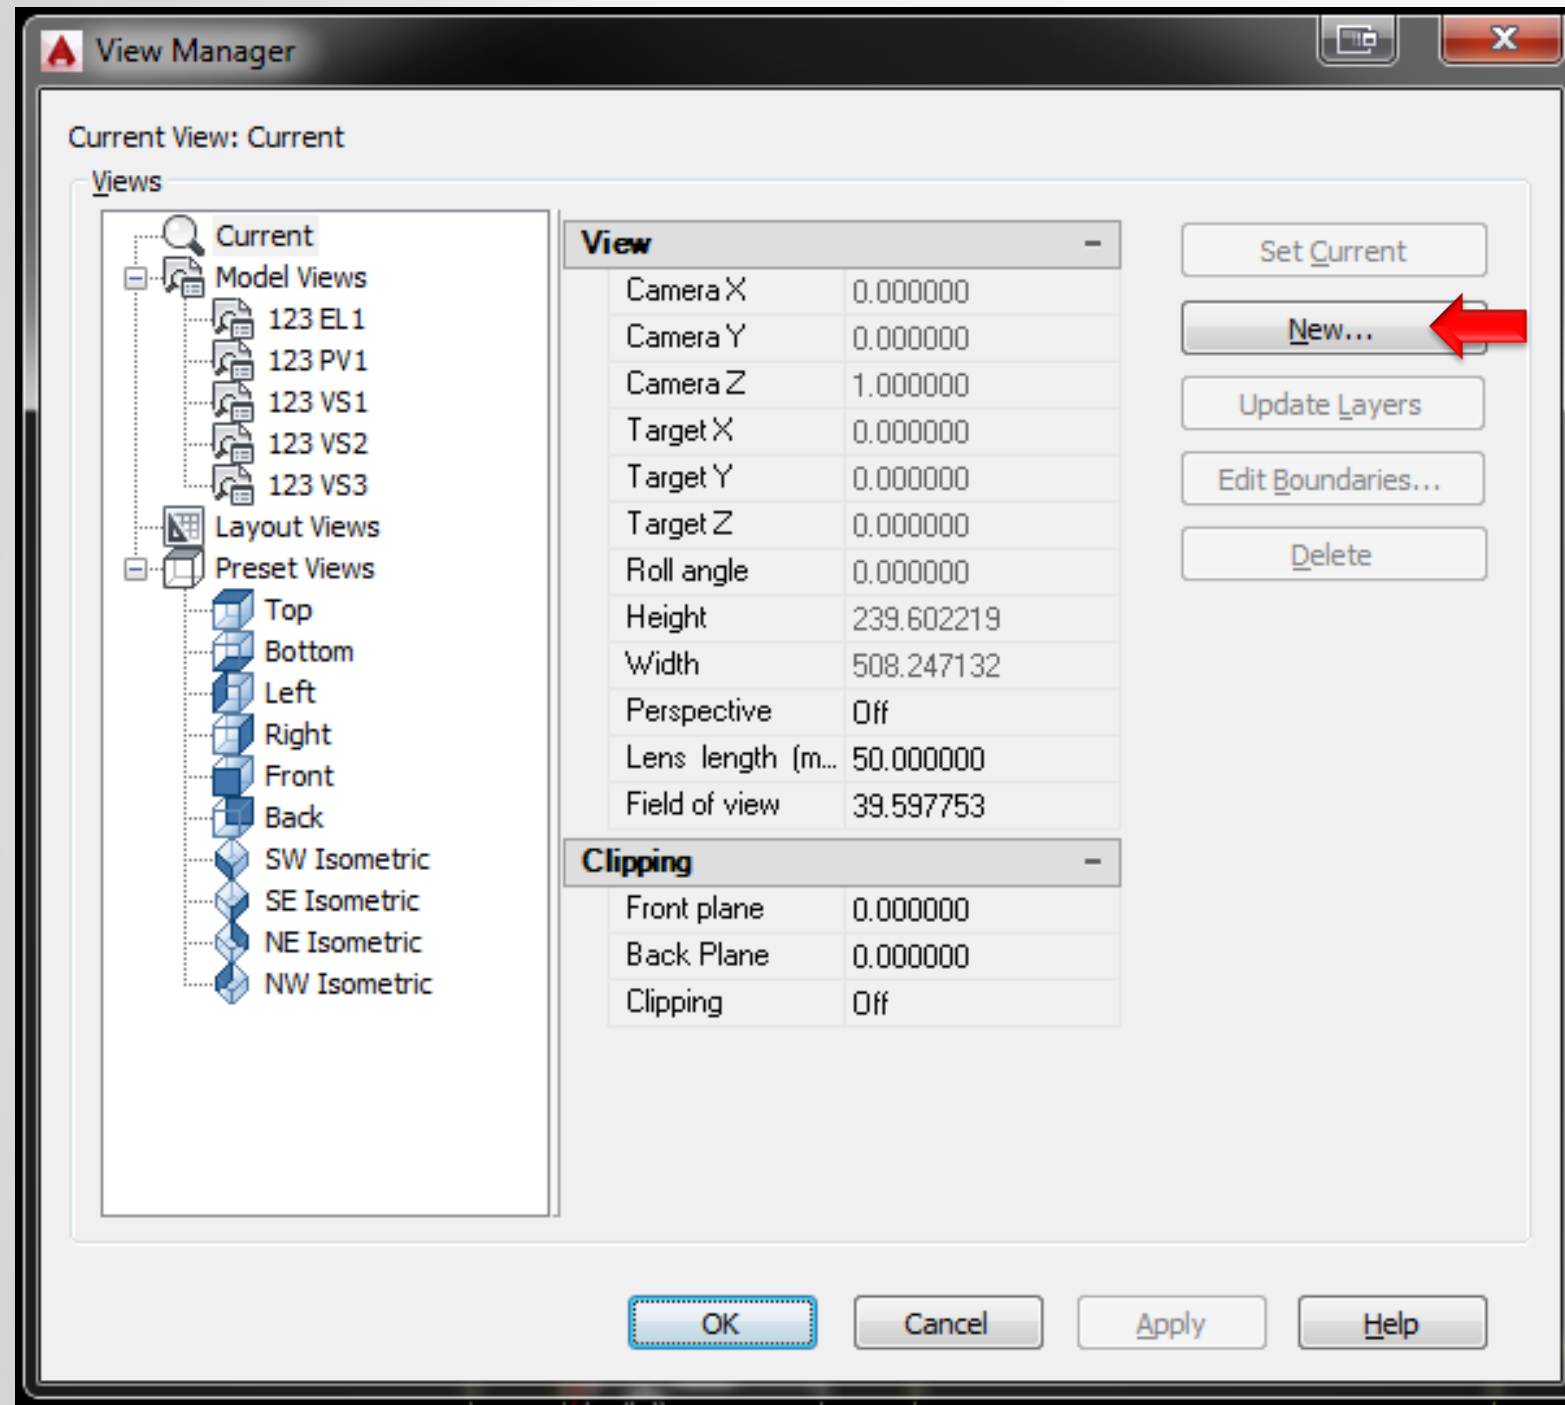 View Manager
Current View: Current
Views
Current
Model Views
123 EL1
123 PV1
123 VS1
123 VS2
123 VS3
Layout Views
Preset Views
Top
Bottom
Left
Right
Front
Back
SW Isometric
SE Isometric
NE Isometric
NW Isometric
View
Camera X 0.000000
Camera Y 0.000000
Camera Z 1.000000
Target X 0.000000
Target Y 0.000000
Target Z 0.000000
Roll angle 0.000000
Height 239.602219
Width 508.247132
Perspective Off
Lens length (m... 50.000000
Field of view 39.597753
Clipping
Front plane 0.000000
Back Plane 0.000000
Clipping Off
Set Current
New...
Update Layers
Edit Boundaries...
Delete
OK Cancel Apply Help